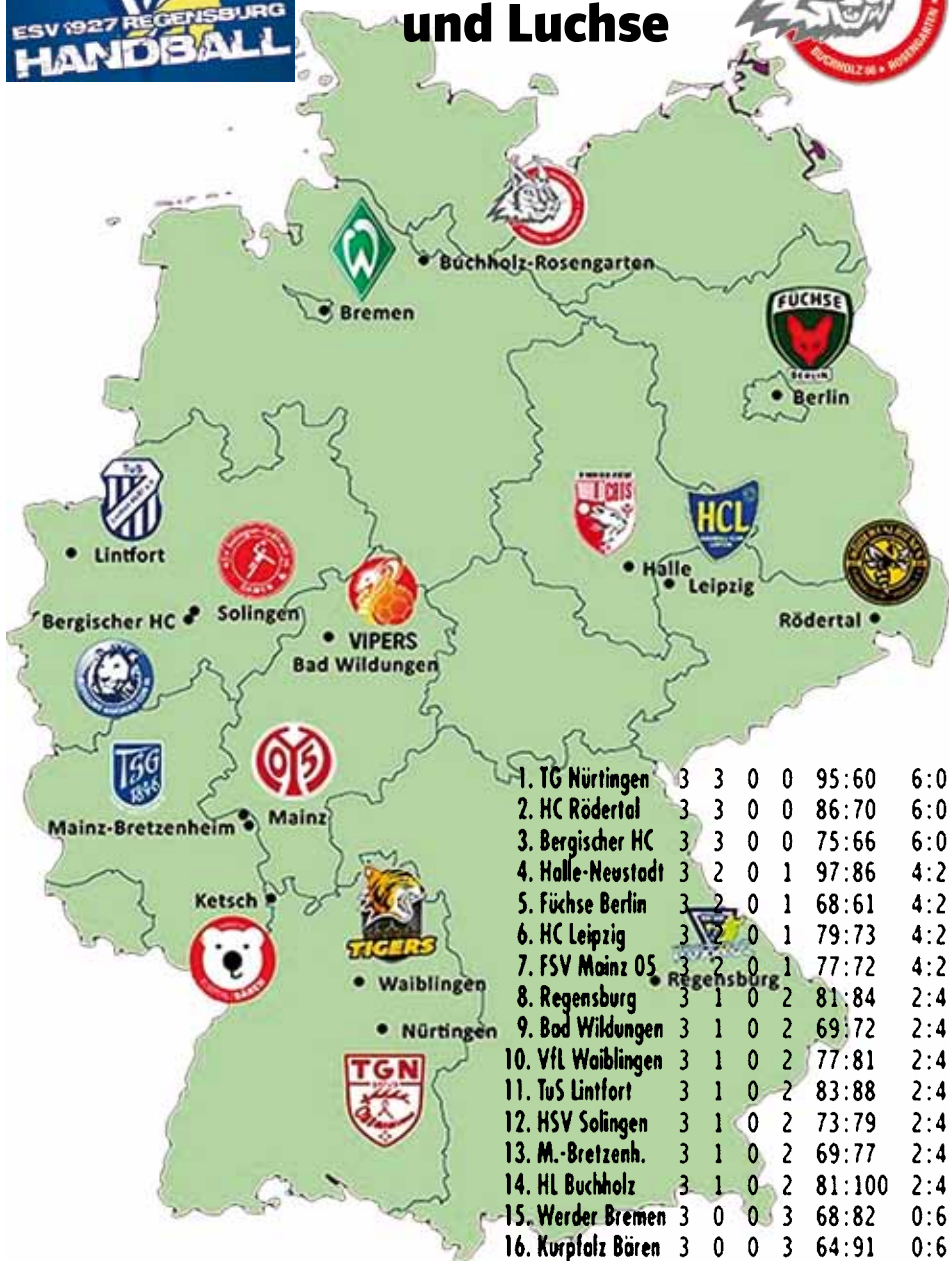 ESV 1927 REGENSBURG
HANDBALL
und Luchse
BUCHHOLZ 08 • ROSENGARTEN
Buchholz-Rosengarten
Bremen
FÜCHSE
BERLIN
Berlin
TuS
Lintfort
HCL
Halle
Leipzig
Rödertal
Solingen
Bergischer HC
VIPERS
Bad Wildungen
TSG
1846
05
Mainz-Bretzenheim
Mainz
Ketsch
TIGERS
Waiblingen
Regensburg
Nürtingen
TGN
1. TG Nürtingen 3 3 0 0 95:60 6:0
2. HC Rödertal 3 3 0 0 86:70 6:0
3. Bergischer HC 3 3 0 0 75:66 6:0
4. Halle-Neustadt 3 2 0 1 97:86 4:2
5. Füchse Berlin 3 2 0 1 68:61 4:2
6. HC Leipzig 3 2 0 1 79:73 4:2
7. FSV Mainz 05 3 2 0 1 77:72 4:2
8. Regensburg 3 1 0 2 81:84 2:4
9. Bad Wildungen 3 1 0 2 69:72 2:4
10. VfL Waiblingen 3 1 0 2 77:81 2:4
11. TuS Lintfort 3 1 0 2 83:88 2:4
12. HSV Solingen 3 1 0 2 73:79 2:4
13. M.-Bretzenh. 3 1 0 2 69:77 2:4
14. HL Buchholz 3 1 0 2 81:100 2:4
15. Werder Bremen 3 0 0 3 68:82 0:6
16. Kurpfalz Bären 3 0 0 3 64:91 0:6